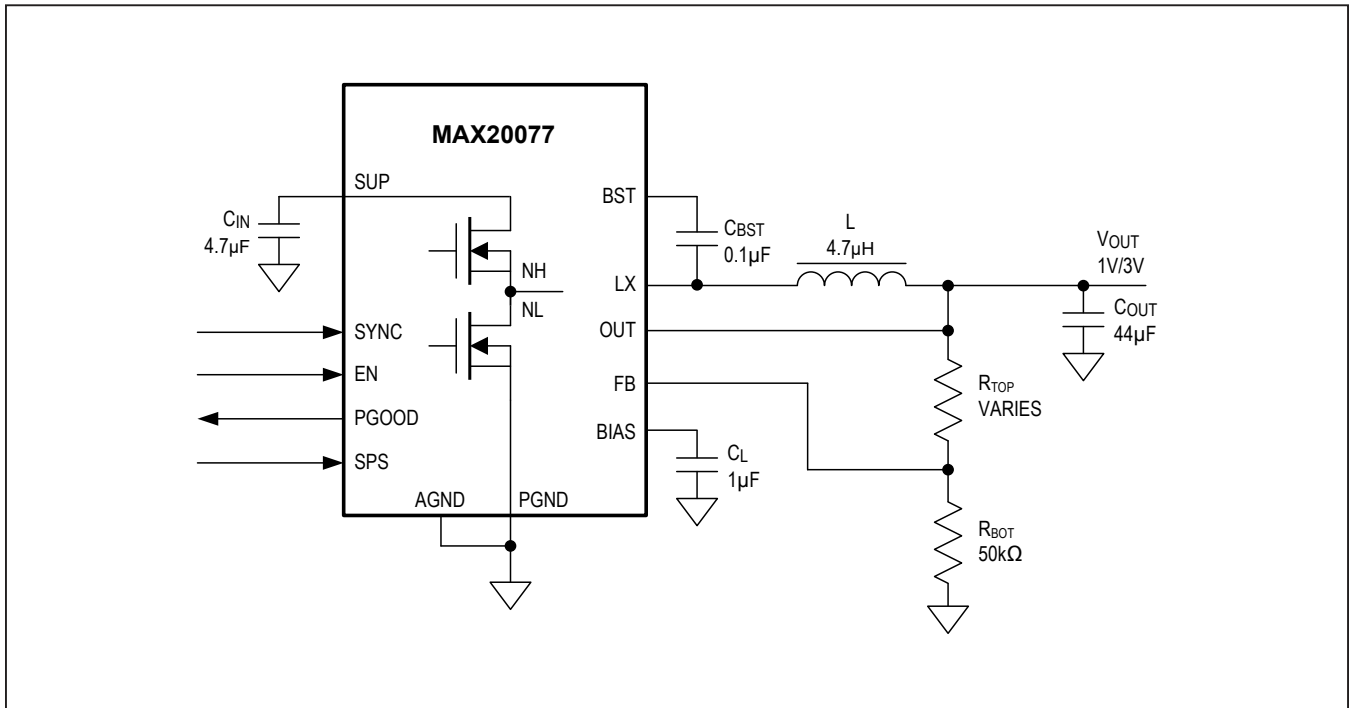 MAX20077
SUP
CIN
4.7µF
NH
NL
SYNC
EN
PGOOD
SPS
AGND
PGND
BST
CBST
0.1µF
LX
L
4.7µH
VOUT
1V/3V
OUT
COUT
44µF
FB
RTOP
VARIES
BIAS
CL
1µF
RBOT
50kΩ